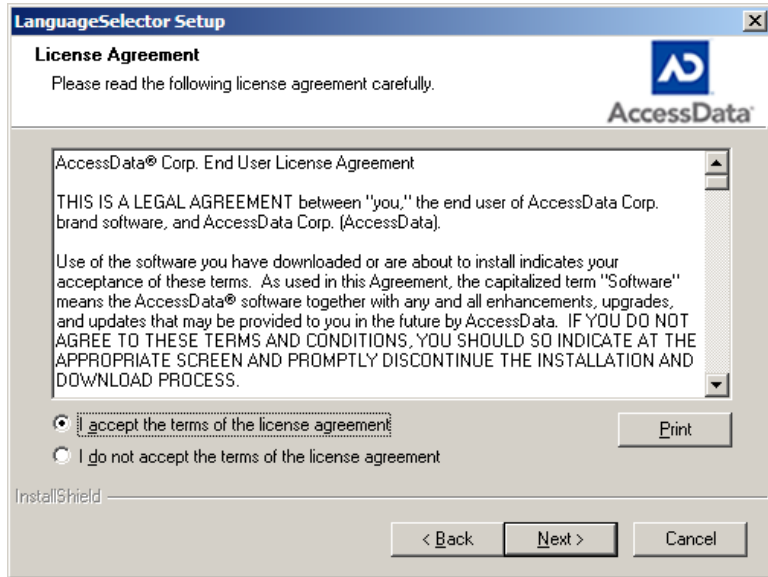 LanguageSelector Setup
License Agreement
Please read the following license agreement carefully.
AccessData
AccessData® Corp. End User License Agreement
THIS IS A LEGAL AGREEMENT between "you," the end user of AccessData Corp.
brand software, and AccessData Corp. (AccessData).
Use of the software you have downloaded or are about to install indicates your
acceptance of these terms.  As used in this Agreement, the capitalized term "Software"
means the AccessData® software together with any and all enhancements, upgrades,
and updates that may be provided to you in the future by AccessData.  IF YOU DO NOT
AGREE TO THESE TERMS AND CONDITIONS, YOU SHOULD SO INDICATE AT THE
APPROPRIATE SCREEN AND PROMPTLY DISCONTINUE THE INSTALLATION AND
DOWNLOAD PROCESS.
I accept the terms of the license agreement
Print
I do not accept the terms of the license agreement
InstallShield
< Back
Next >
Cancel